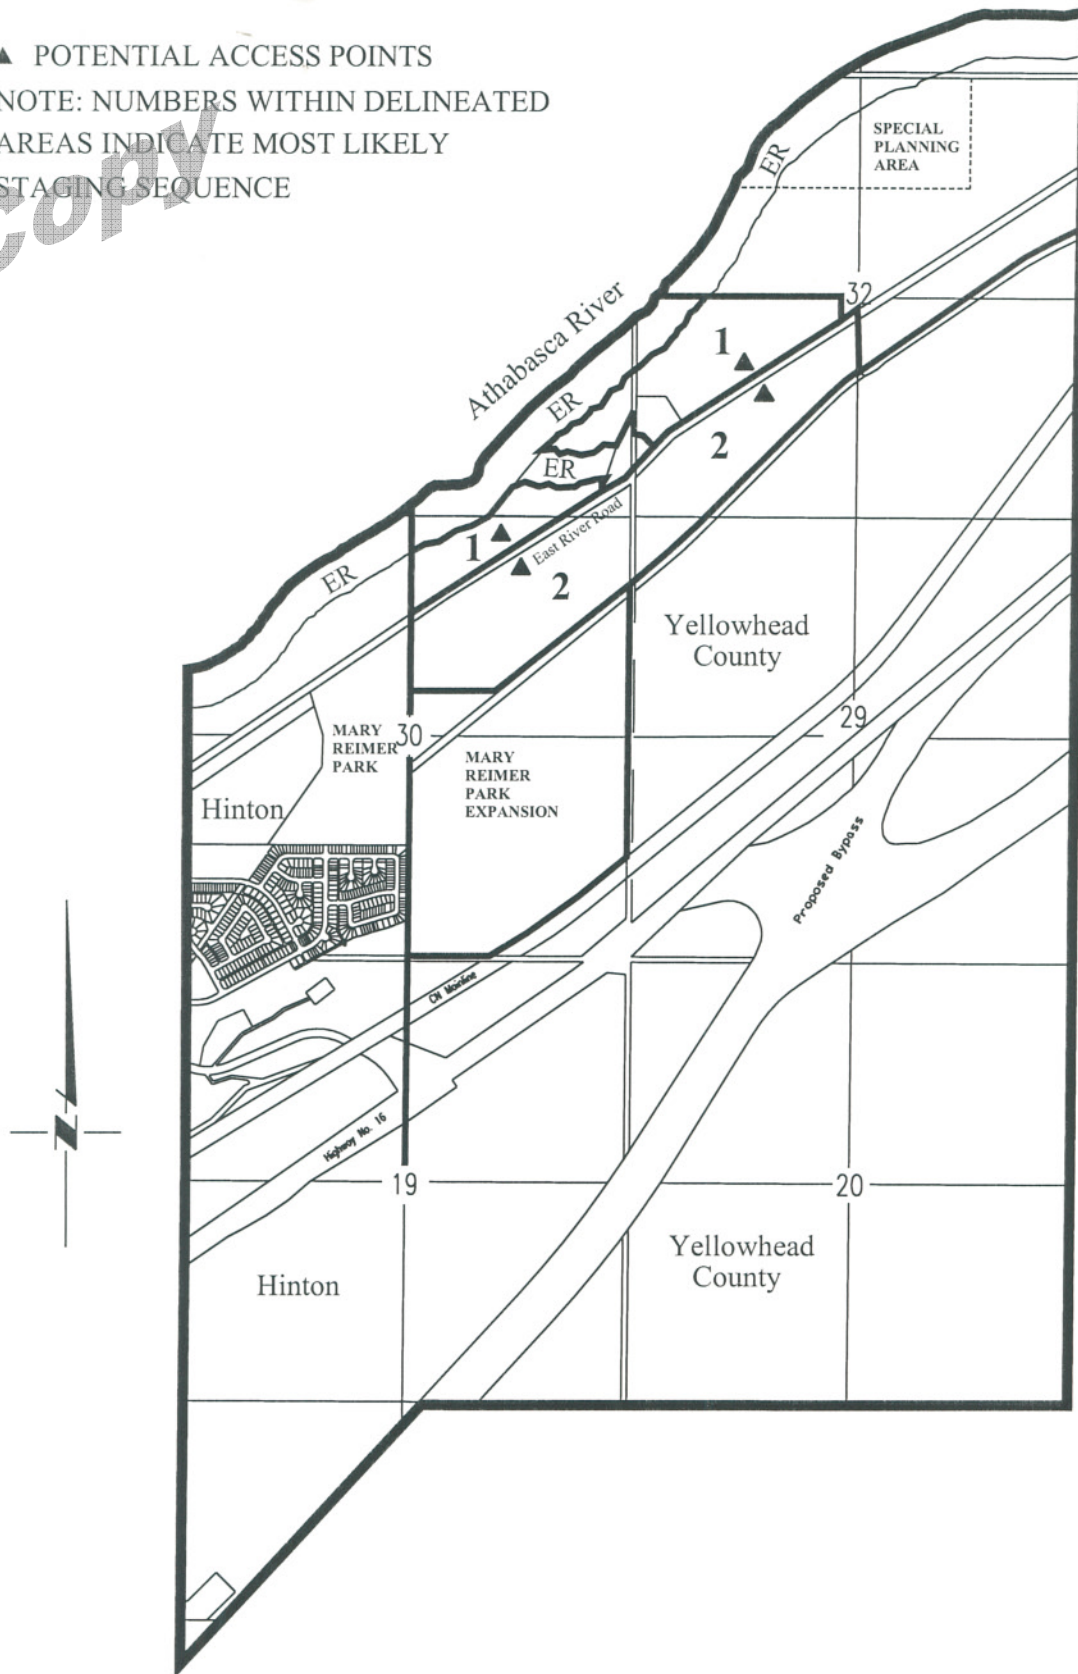 ▲ POTENTIAL ACCESS POINTS
NOTE: NUMBERS WITHIN DELINEATED
AREAS INDICATE MOST LIKELY
STAGING SEQUENCE
Copy
SPECIAL
PLANNING
AREA
ER
32
Athabasca River
1
ER
2
ER
East River Road
1
2
ER
Yellowhead
County
29
MARY
REIMER
PARK
30
MARY
REIMER
PARK
EXPANSION
Hinton
Proposed Bypass
CN Mainline
N
Highway No. 16
19
20
Hinton
Yellowhead
County